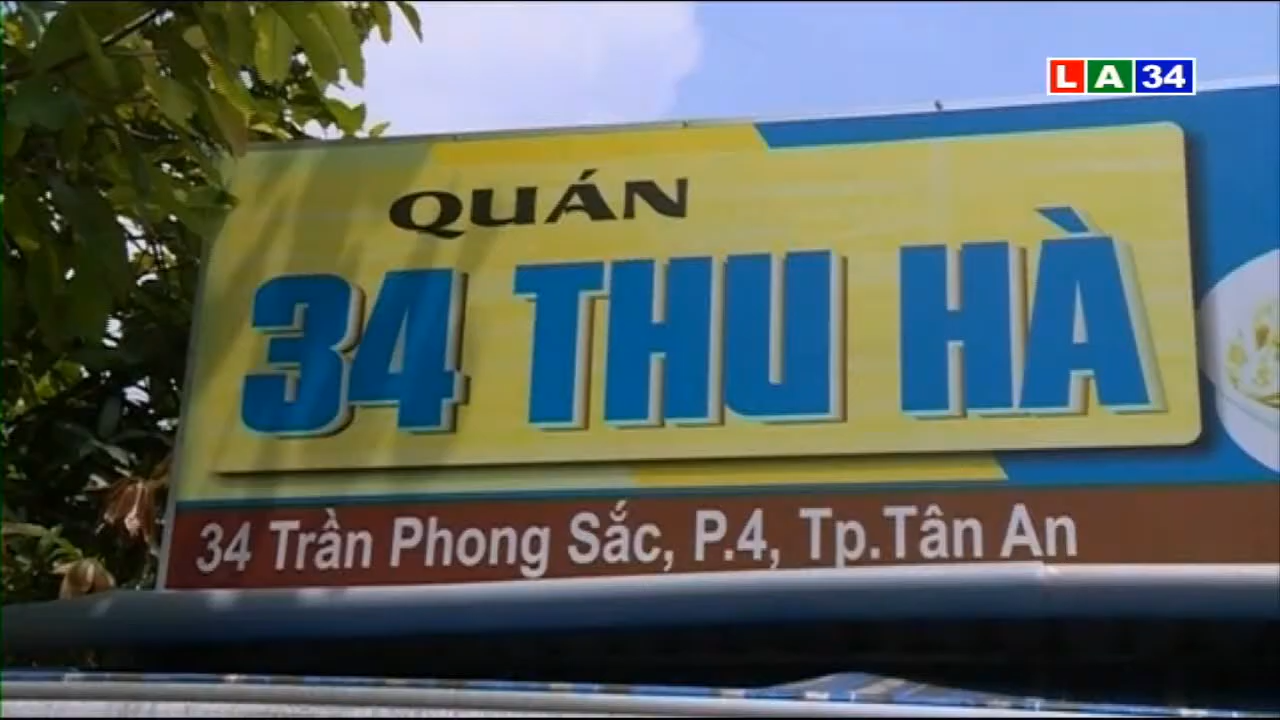 LA34
QUÁN
34 THU HÀ
34 Trần Phong Sắc, P.4, Tp.Tân An